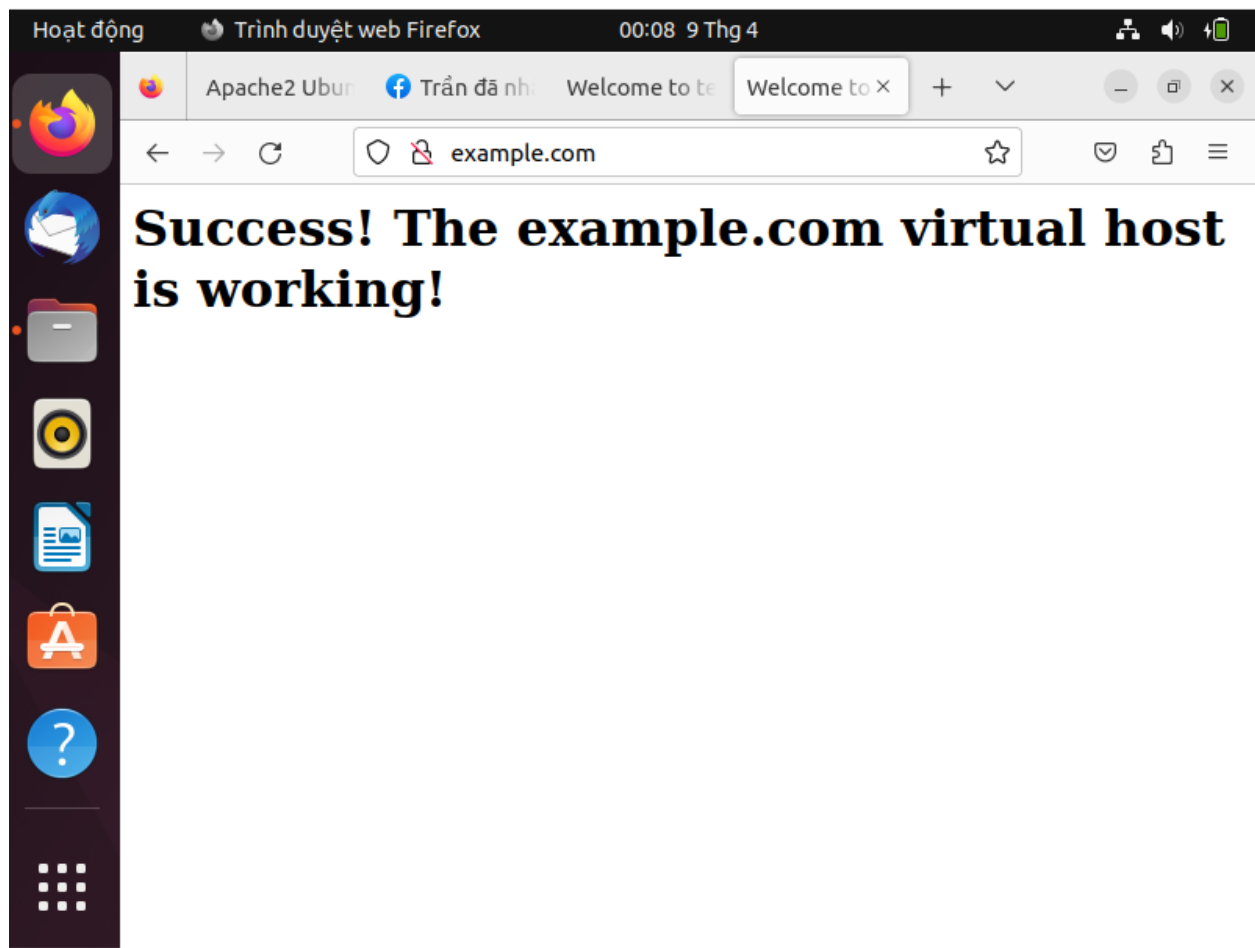 Hoạt động Trình duyệt web Firefox 00:08 9 Thg 4
Apache2 Ubun Trần đã nh Welcome to te Welcome to
example.com
Success! The example.com virtual host
is working!